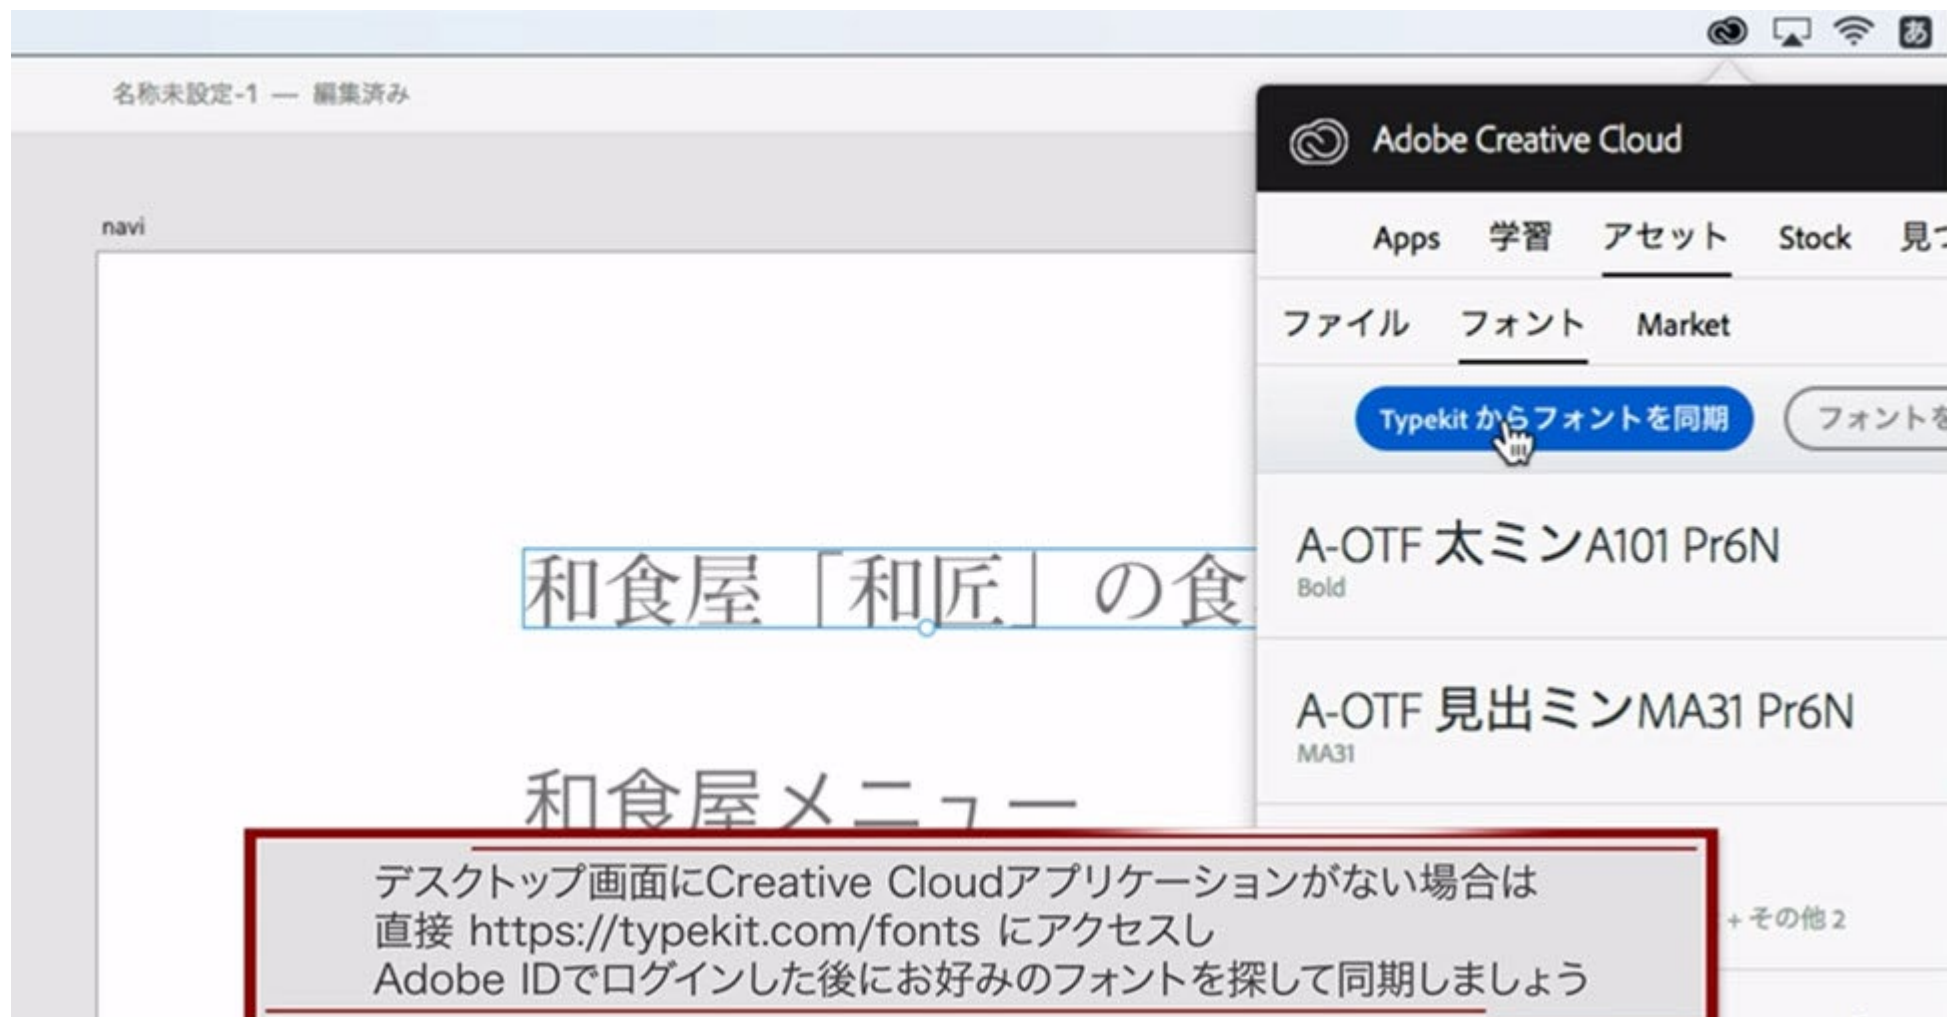 あ
名称未設定-1 — 編集済み
Adobe Creative Cloud
navi
Apps 学習 アセット Stock
ファイル フォント Market
Typekit からフォントを同期 フォントを
A-OTF 太ミンA101 Pr6N
Bold
和食屋「和匠」の食
A-OTF 見出ミンMA31 Pr6N
MA31
和食屋メニュー
+ その他 2
デスクトップ画面にCreative Cloudアプリケーションがない場合は
直接 https://typekit.com/fonts にアクセスし
Adobe IDでログインした後にお好みのフォントを探して同期しましょう